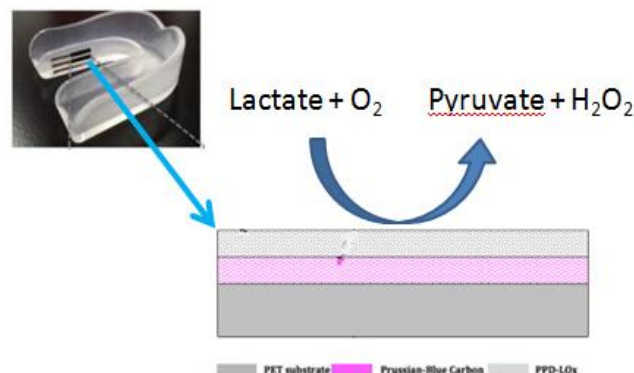 Lactate + O₂ Pyruvate + H₂O₂
PET substrate Prussian-Blue Carbon PPD-LOx